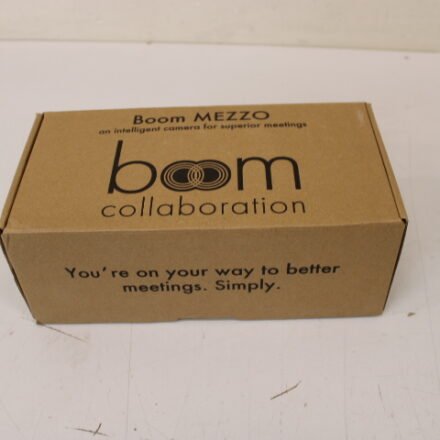 Boom MEZZO
an intelligent camera for superior meetings
boom
collaboration
You're on your way to better
meetings. Simply.